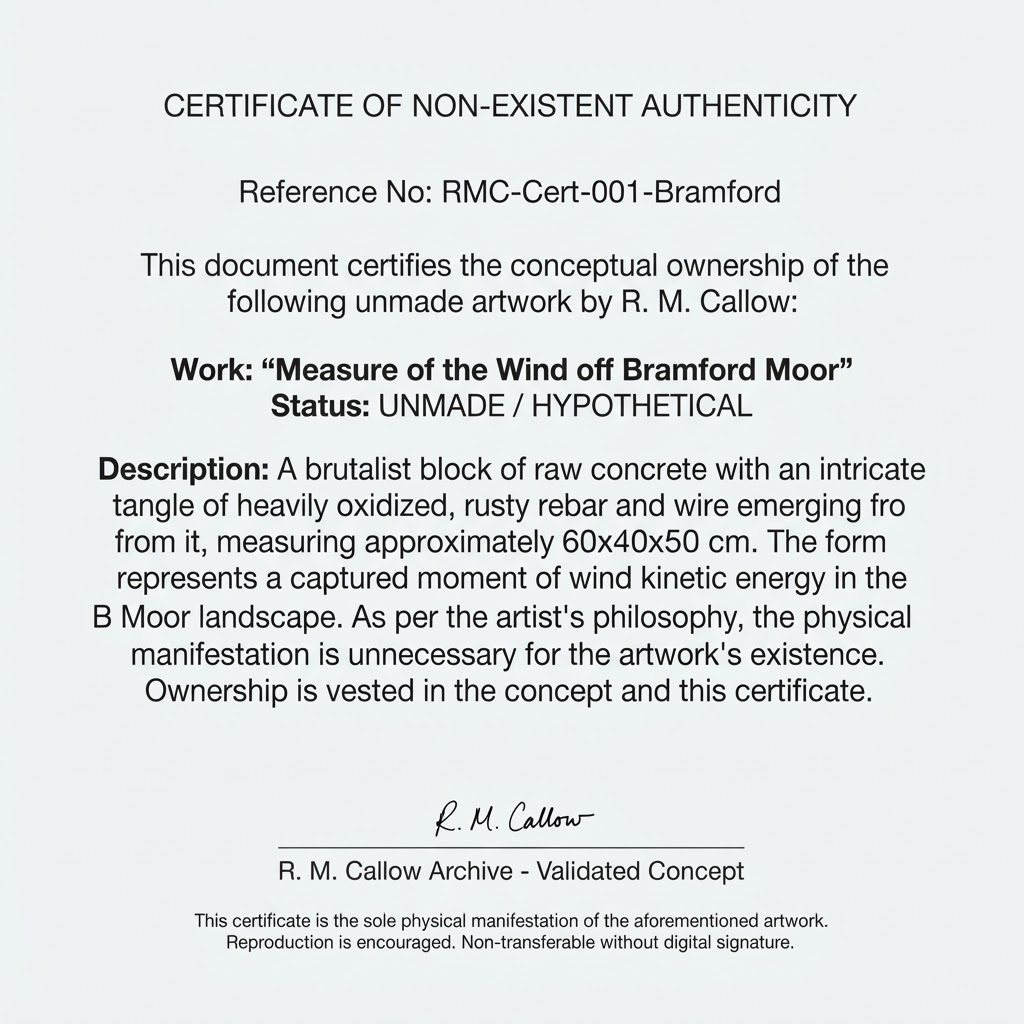 CERTIFICATE OF NON-EXISTENT AUTHENTICITY
Reference No: RMC-Cert-001-Bramford
This document certifies the conceptual ownership of the
following unmade artwork by R. M. Callow:
Work: “Measure of the Wind off Bramford Moor”
Status: UNMADE / HYPOTHETICAL
Description: A brutalist block of raw concrete with an intricate
tangle of heavily oxidized, rusty rebar and wire emerging fro
from it, measuring approximately 60x40x50 cm. The form
represents a captured moment of wind kinetic energy in the
B Moor landscape. As per the artist's philosophy, the physical
manifestation is unnecessary for the artwork's existence.
Ownership is vested in the concept and this certificate.
R. M. Callow
R. M. Callow Archive - Validated Concept
This certificate is the sole physical manifestation of the aforementioned artwork.
Reproduction is encouraged. Non-transferable without digital signature.